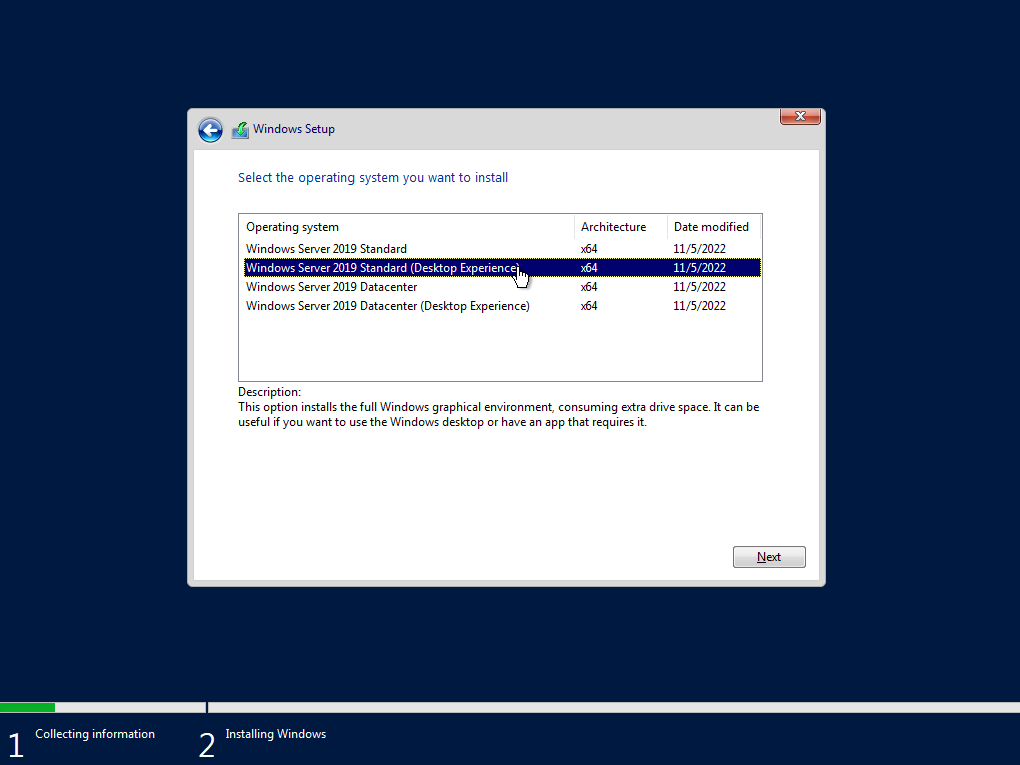 Windows Setup
Select the operating system you want to install
Operating system Architecture Date modified
Windows Server 2019 Standard x64 11/5/2022
Windows Server 2019 Standard (Desktop Experience) x64 11/5/2022
Windows Server 2019 Datacenter x64 11/5/2022
Windows Server 2019 Datacenter (Desktop Experience) x64 11/5/2022
Description:
This option installs the full Windows graphical environment, consuming extra drive space. It can be
useful if you want to use the Windows desktop or have an app that requires it.
Next
1 Collecting information 2 Installing Windows